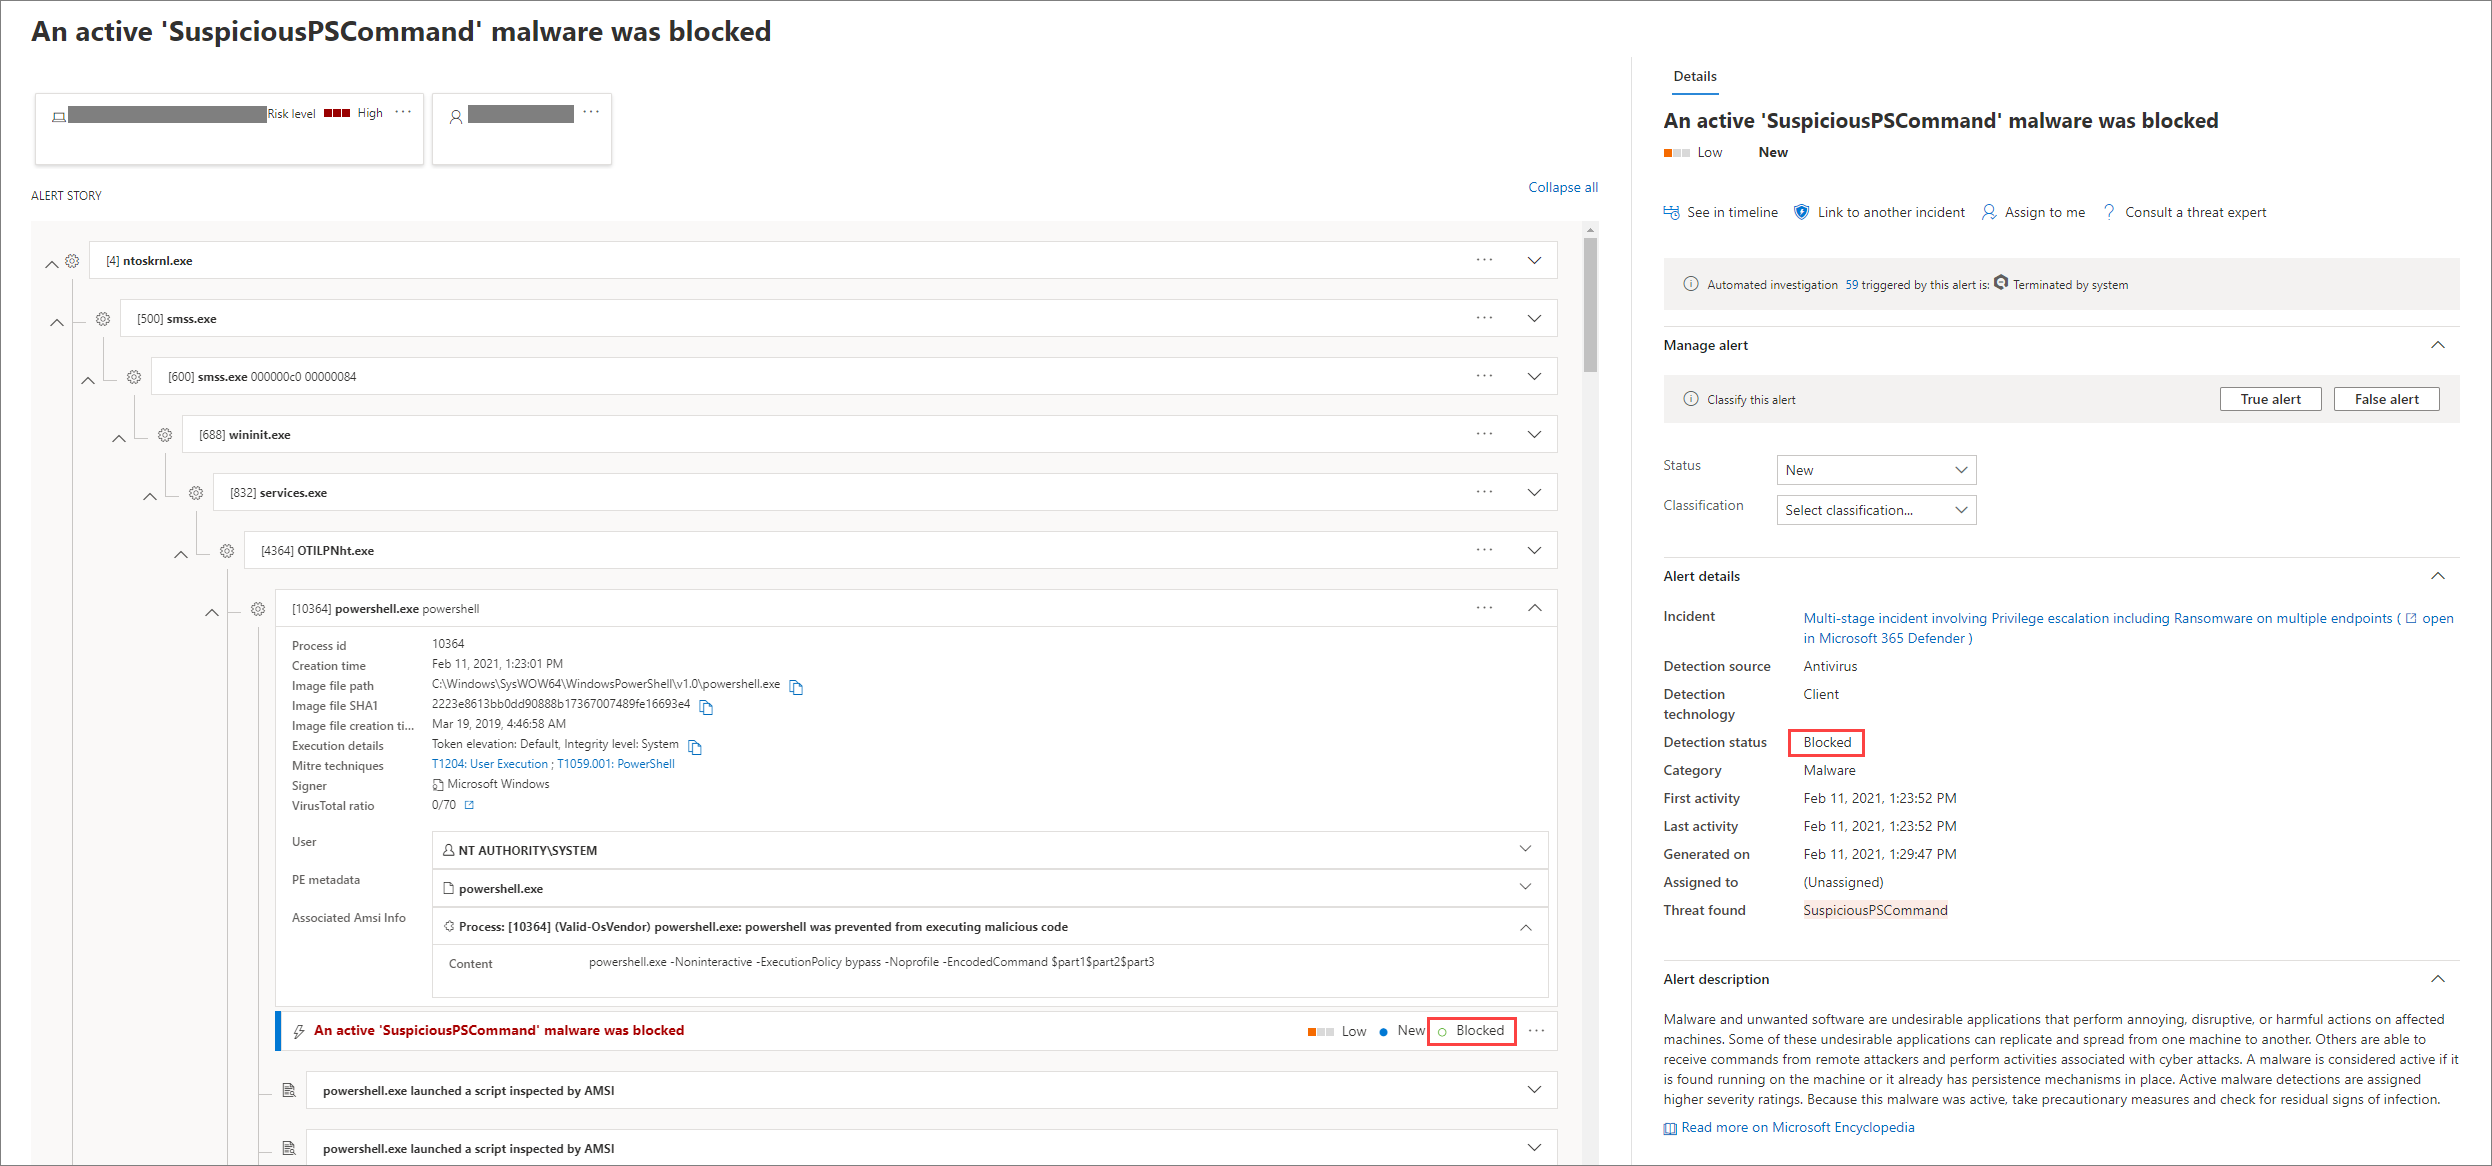 An active 'SuspiciousPSCommand' malware was blocked
Risk level High ...
...
ALERT STORY
Collapse all
[4] ntoskrnl.exe ...
[500] smss.exe ...
[600] smss.exe 000000c0 00000084 ...
[688] wininit.exe ...
[832] services.exe ...
[4364] OTILPNht.exe ...
[10364] powershell.exe powershell ...
Process id 10364
Creation time Feb 11, 2021, 1:23:01 PM
Image file path C:\Windows\SysWOW64\WindowsPowerShell\v1.0\powershell.exe
Image file SHA1 2223e8613bb0dd90888b17367007489fe16693e4
Image file creation ti... Mar 19, 2019, 4:46:58 AM
Execution details Token elevation: Default, Integrity level: System
Mitre techniques T1204: User Execution ; T1059.001: PowerShell
Signer Microsoft Windows
VirusTotal ratio 0/70
User NT AUTHORITY\SYSTEM
PE metadata powershell.exe
Associated Amsi Info Process: [10364] (Valid-OsVendor) powershell.exe: powershell was prevented from executing malicious code
Content powershell.exe -Noninteractive -ExecutionPolicy bypass -Noprofile -EncodedCommand $part1$part2$part3
An active 'SuspiciousPSCommand' malware was blocked Low New Blocked ...
powershell.exe launched a script inspected by AMSI
powershell.exe launched a script inspected by AMSI
Details
An active 'SuspiciousPSCommand' malware was blocked
Low New
See in timeline Link to another incident Assign to me ? Consult a threat expert
Automated investigation 59 triggered by this alert is: Terminated by system
Manage alert
Classify this alert True alert False alert
Status New
Classification Select classification...
Alert details
Incident Multi-stage incident involving Privilege escalation including Ransomware on multiple endpoints ( open
in Microsoft 365 Defender )
Detection source Antivirus
Detection Client
technology
Detection status Blocked
Category Malware
First activity Feb 11, 2021, 1:23:52 PM
Last activity Feb 11, 2021, 1:23:52 PM
Generated on Feb 11, 2021, 1:29:47 PM
Assigned to (Unassigned)
Threat found SuspiciousPSCommand
Alert description
Malware and unwanted software are undesirable applications that perform annoying, disruptive, or harmful actions on affected
machines. Some of these undesirable applications can replicate and spread from one machine to another. Others are able to
receive commands from remote attackers and perform activities associated with cyber attacks. A malware is considered active if it
is found running on the machine or it already has persistence mechanisms in place. Active malware detections are assigned
higher severity ratings. Because this malware was active, take precautionary measures and check for residual signs of infection.
Read more on Microsoft Encyclopedia